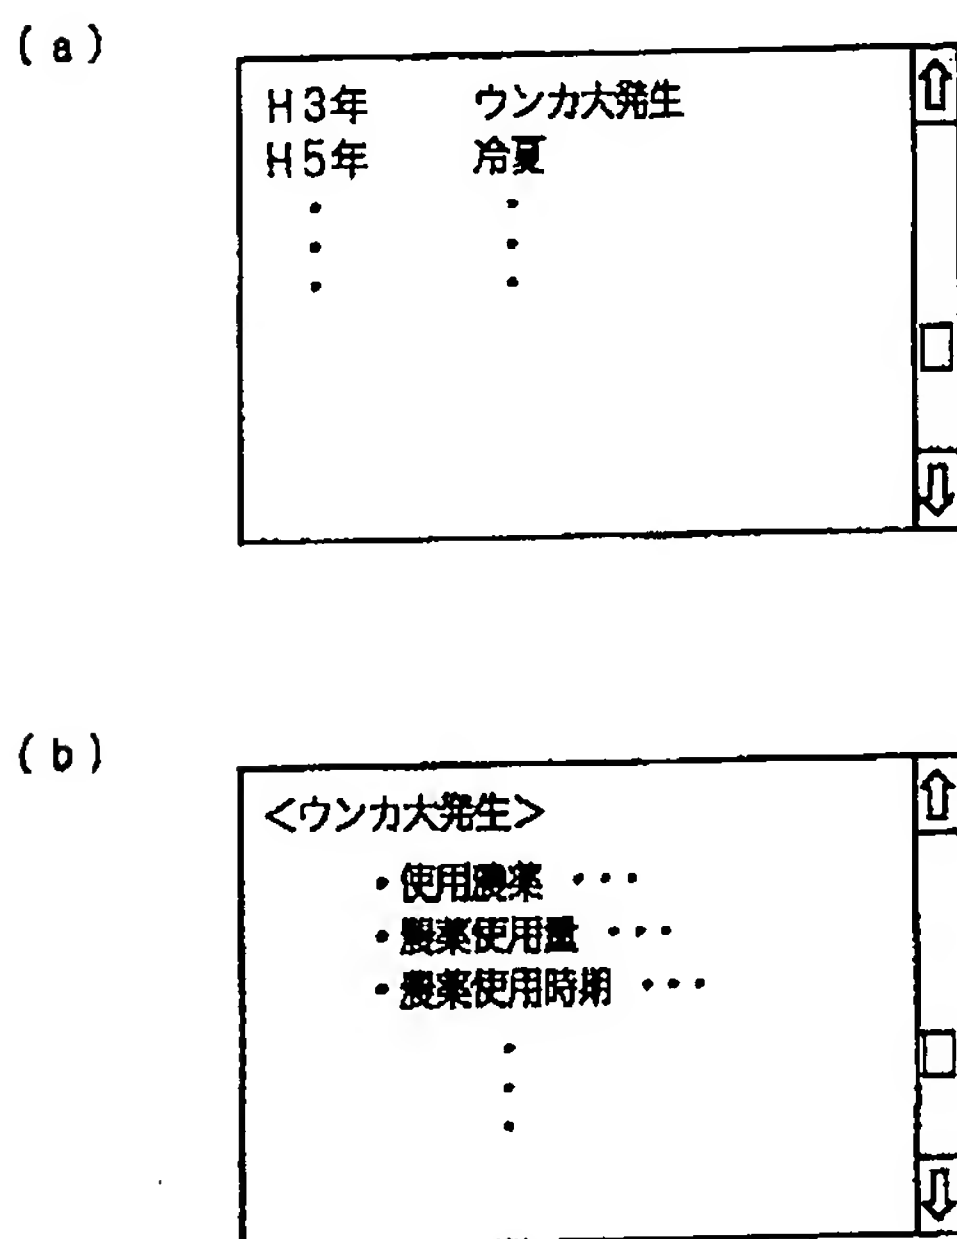 (a)
H3年 ウンカ大発生
H5年 冷夏
(b)
＜ウンカ大発生＞
・使用農薬 ・・・
・農薬使用量 ・・・
・農薬使用時期 ・・・